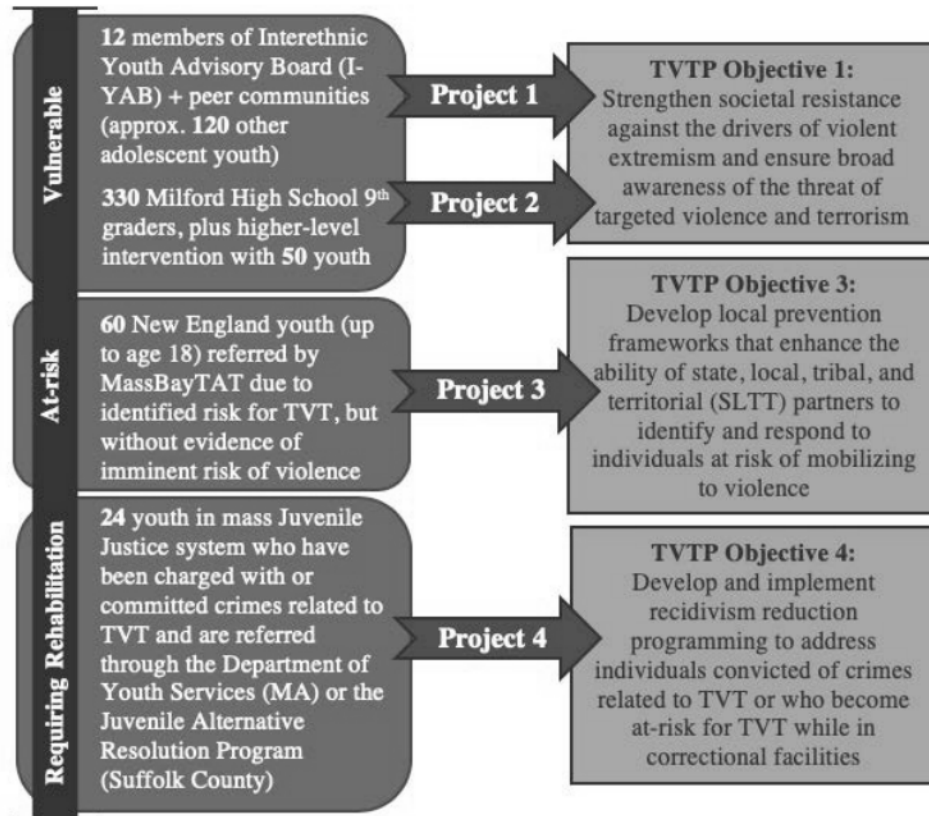 Vulnerable
12 members of Interethnic
Youth Advisory Board (I-
YAB) + peer communities
(approx. 120 other
adolescent youth)
330 Milford High School 9th
graders, plus higher-level
intervention with 50 youth
Project 1
Project 2
TVTP Objective 1:
Strengthen societal resistance
against the drivers of violent
extremism and ensure broad
awareness of the threat of
targeted violence and terrorism
At-risk
60 New England youth (up
to age 18) referred by
MassBayTAT due to
identified risk for TVT, but
without evidence of
imminent risk of violence
Project 3
TVTP Objective 3:
Develop local prevention
frameworks that enhance the
ability of state, local, tribal, and
territorial (SLTT) partners to
identify and respond to
individuals at risk of mobilizing
to violence
Requiring Rehabilitation
24 youth in mass Juvenile
Justice system who have
been charged with or
committed crimes related to
TVT and are referred
through the Department of
Youth Services (MA) or the
Juvenile Alternative
Resolution Program
(Suffolk County)
Project 4
TVTP Objective 4:
Develop and implement
recidivism reduction
programming to address
individuals convicted of crimes
related to TVT or who become
at-risk for TVT while in
correctional facilities